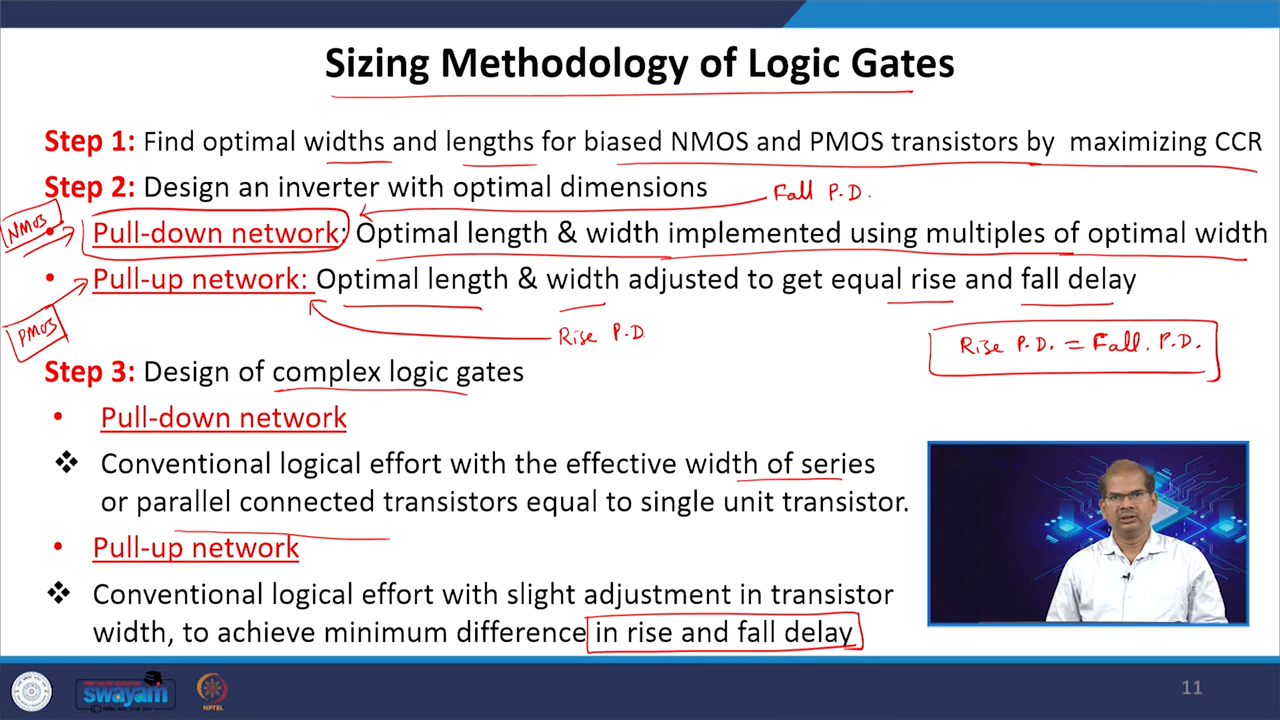 Sizing Methodology of Logic Gates
Step 1: Find optimal widths and lengths for biased NMOS and PMOS transistors by maximizing CCR
Step 2: Design an inverter with optimal dimensions
Fall P.D.
NMOS
• Pull-down network: Optimal length & width implemented using multiples of optimal width
• Pull-up network: Optimal length & width adjusted to get equal rise and fall delay
PMOS
Rise P.D.
Rise P.D. = Fall. P.D.
Step 3: Design of complex logic gates
• Pull-down network
❖ Conventional logical effort with the effective width of series
or parallel connected transistors equal to single unit transistor.
• Pull-up network
❖ Conventional logical effort with slight adjustment in transistor
width, to achieve minimum difference in rise and fall delay
swayam
NPTEL
11